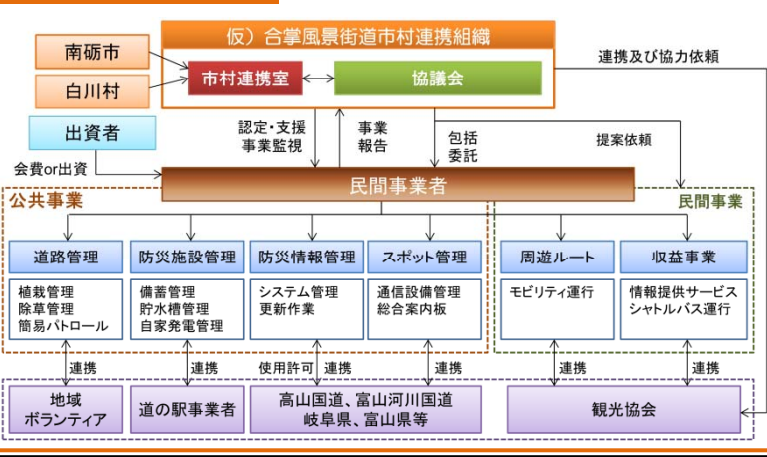 仮）合掌風景街道市村連携組織
南砺市
白川村
市村連携室
協議会
連携及び協力依頼
出資者
認定・支援
事業監視
事業
報告
包括
委託
提案依頼
会費or出資
民間事業者
公共事業
民間事業
道路管理
防災施設管理
防災情報管理
スポット管理
周遊ルート
収益事業
植栽管理
除草管理
簡易パトロール
備蓄管理
貯水槽管理
自家発電管理
システム管理
更新作業
通信設備管理
総合案内板
モビリティ運行
情報提供サービス
シャトルバス運行
連携
連携
使用許可
連携
連携
連携
連携
地域
ボランティア
道の駅事業者
高山国道、富山河川国道
岐阜県、富山県等
観光協会